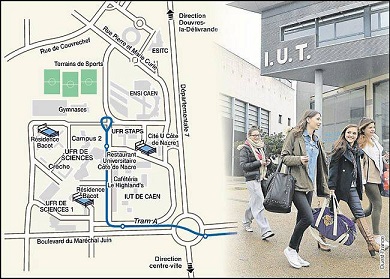 Direction
Douvres-
la-Délivrande
Rue de Couvrechef
Rue Pierre et Marie Curie
ESITC
Terrains de Sports
ENSI CAEN
Gymnases
Départementale 7
Campus 2
UFR STAPS
Cité U Côte
de Nacre
Résidence
Bacot
UFR DE
SCIENCES
Restaurant
Universitaire
Côte de Nacre
Crèche
Cafétéria
Le Highland's
Résidence
Bacot
IUT DE CAEN
UFR DE
SCIENCES 1
Tram A
Boulevard du Maréchal Juin
Direction
centre-ville
I.U.T.